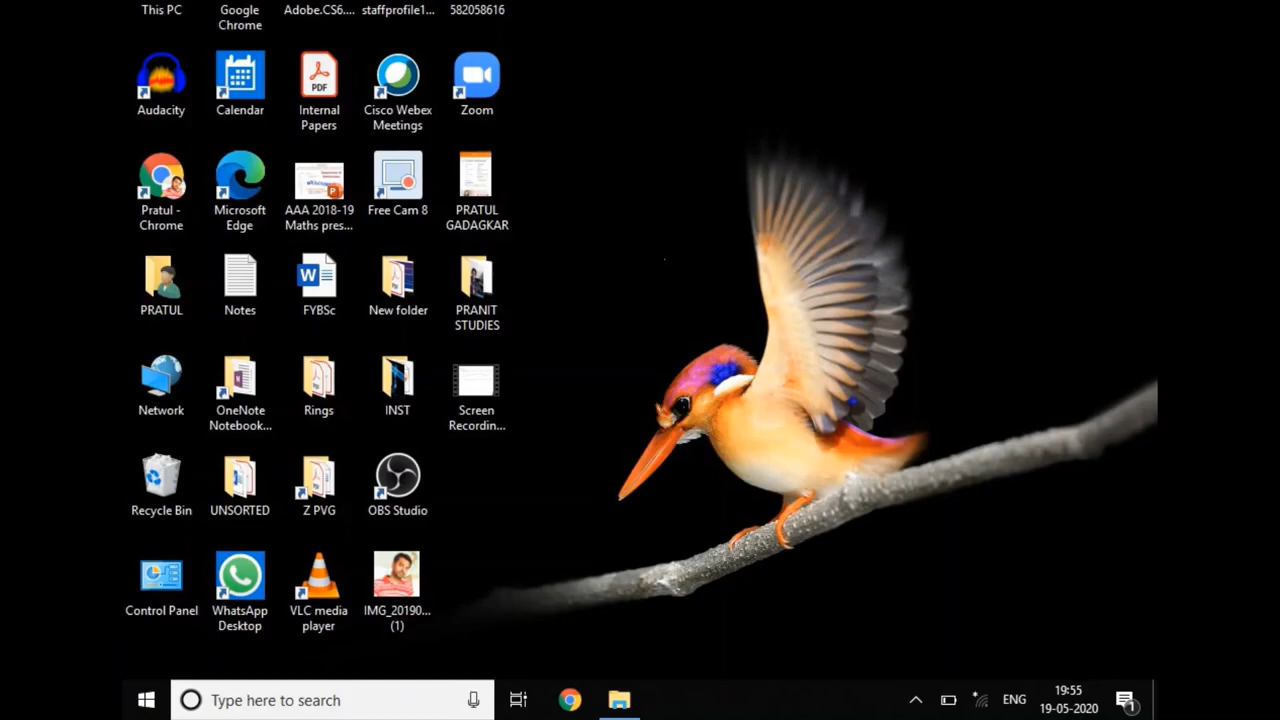 This PC
Google
Chrome
Adobe.CS6....
staffprofile1...
582058616
Audacity
Calendar
PDF
Internal
Papers
Cisco Webex
Meetings
Zoom
Pratul -
Chrome
Microsoft
Edge
AAA 2018-19
Maths pres...
Free Cam 8
PRATUL
GADAGKAR
PRATUL
Notes
FYBSc
New folder
PRANIT
STUDIES
Network
OneNote
Notebook...
Rings
INST
Screen
Recordin...
Recycle Bin
UNSORTED
Z PVG
OBS Studio
Control Panel
WhatsApp
Desktop
VLC media
player
IMG_20190...
(1)
Type here to search
ENG
19:55
19-05-2020
1